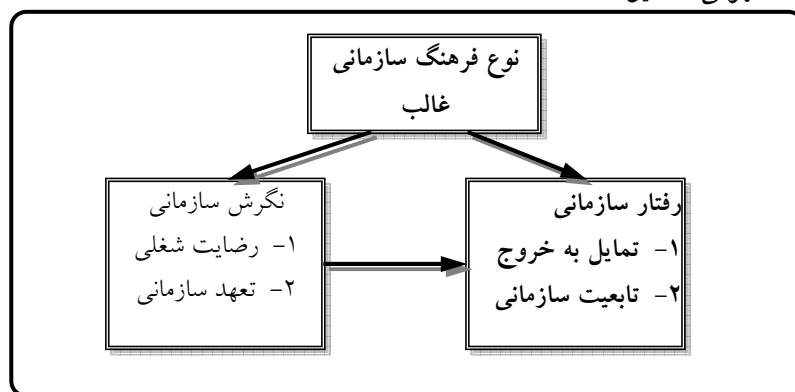 نوع فرهنگ سازمانی
غالب
رفتار سازمانی
۱- تمایل به خروج
۲- تابعیت سازمانی
نگرش سازمانی
۱- رضایت شغلی
۲- تعهد سازمانی